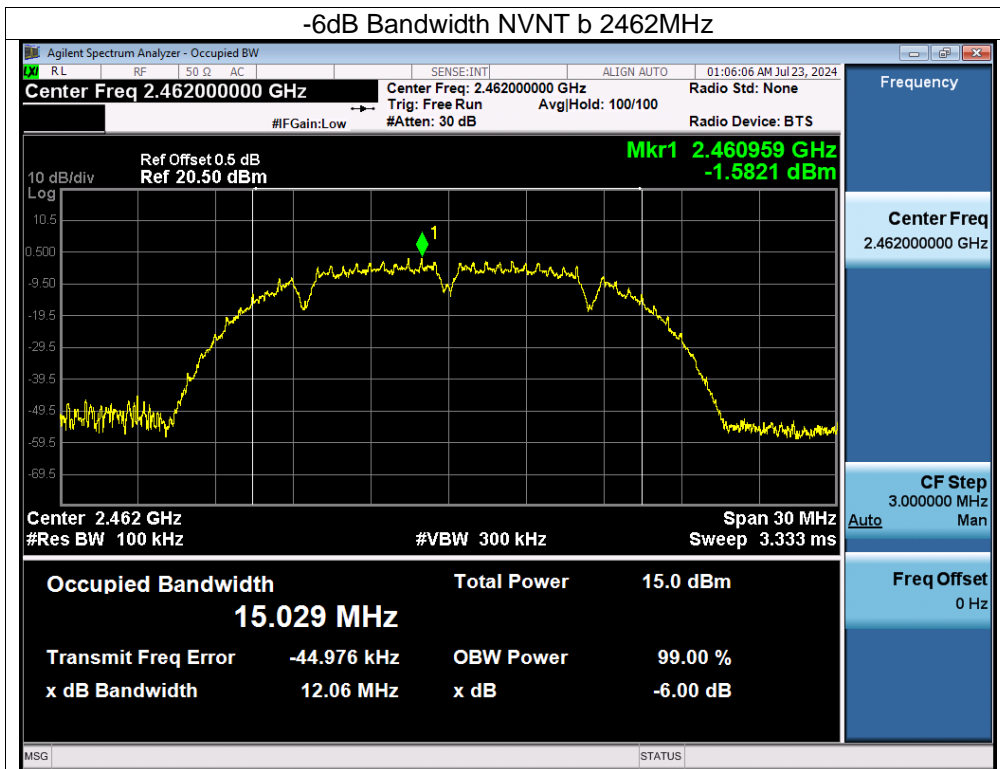 -6dB Bandwidth NVNT b 2462MHz
Agilent Spectrum Analyzer - Occupied BW
LXI RL RF 50 Ω AC SENSE:INT ALIGN AUTO 01:06:06 AM Jul 23, 2024
Center Freq 2.462000000 GHz
Center Freq: 2.462000000 GHz
Radio Std: None
Trig: Free Run Avg|Hold: 100/100
#IFGain:Low
#Atten: 30 dB
Radio Device: BTS
Mkr1 2.460959 GHz
-1.5821 dBm
Ref Offset 0.5 dB
10 dB/div Ref 20.50 dBm
Log
10.5
0.500
-9.50
-19.5
-29.5
-39.5
-49.5
-59.5
-69.5
1
Center 2.462 GHz Span 30 MHz
#Res BW 100 kHz #VBW 300 kHz Sweep 3.333 ms
Occupied Bandwidth
15.029 MHz
Total Power 15.0 dBm
Transmit Freq Error -44.976 kHz OBW Power 99.00 %
x dB Bandwidth 12.06 MHz x dB -6.00 dB
MSG STATUS
Frequency
Center Freq
2.462000000 GHz
CF Step
3.000000 MHz
Auto Man
Freq Offset
0 Hz